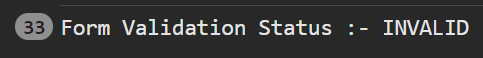 33 Form Validation Status :- INVALID